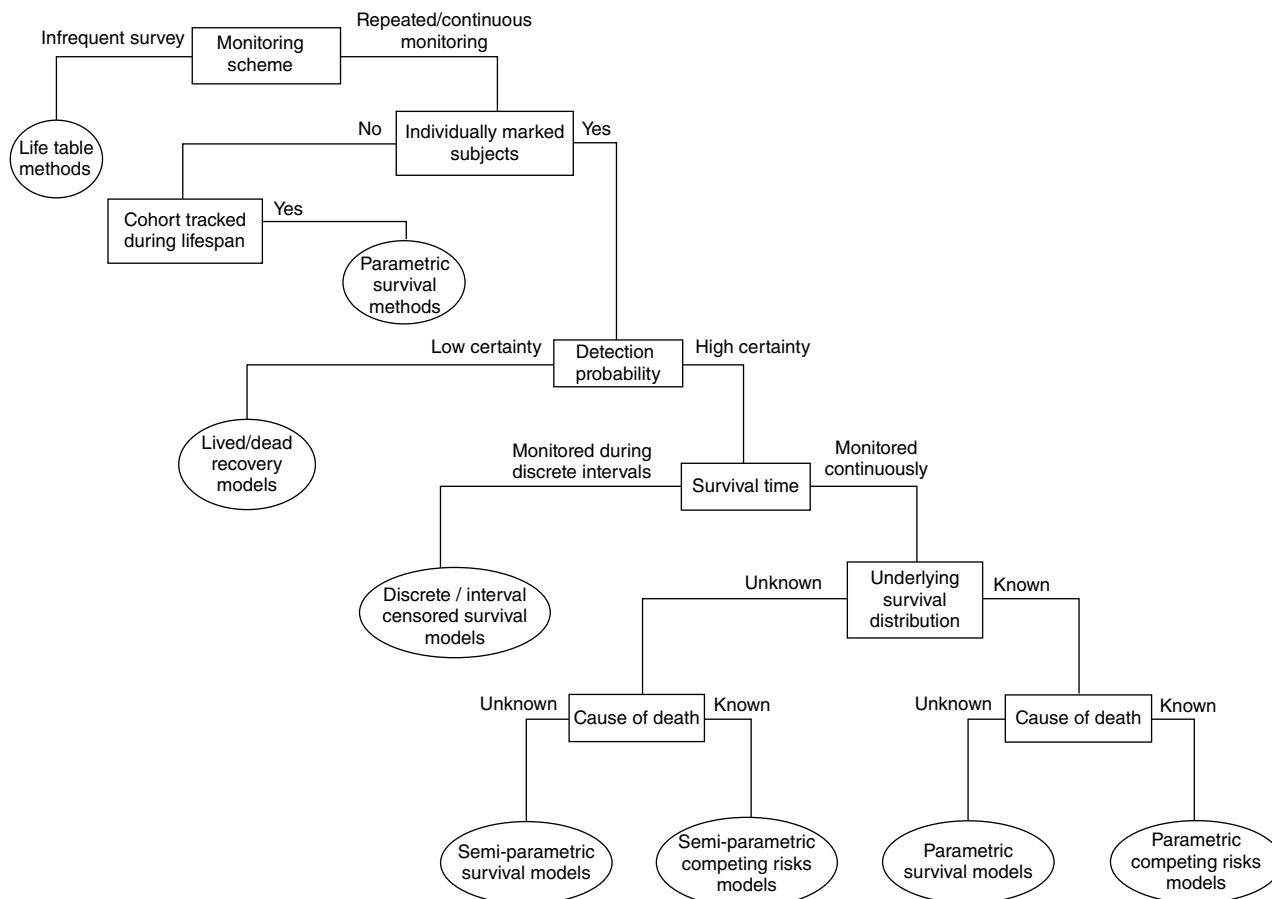 Infrequent survey
Monitoring
scheme
Repeated/continuous
monitoring
Life table
methods
No
Individually marked
subjects
Yes
Cohort tracked
during lifespan
Yes
Parametric
survival
methods
Low certainty
Detection
probability
High certainty
Lived/dead
recovery
models
Monitored during
discrete intervals
Survival time
Monitored
continuously
Discrete / interval
censored survival
models
Unknown
Underlying
survival
distribution
Known
Unknown
Cause of death
Known
Unknown
Cause of death
Known
Semi-parametric
survival models
Semi-parametric
competing risks
models
Parametric
survival models
Parametric
competing risks
models